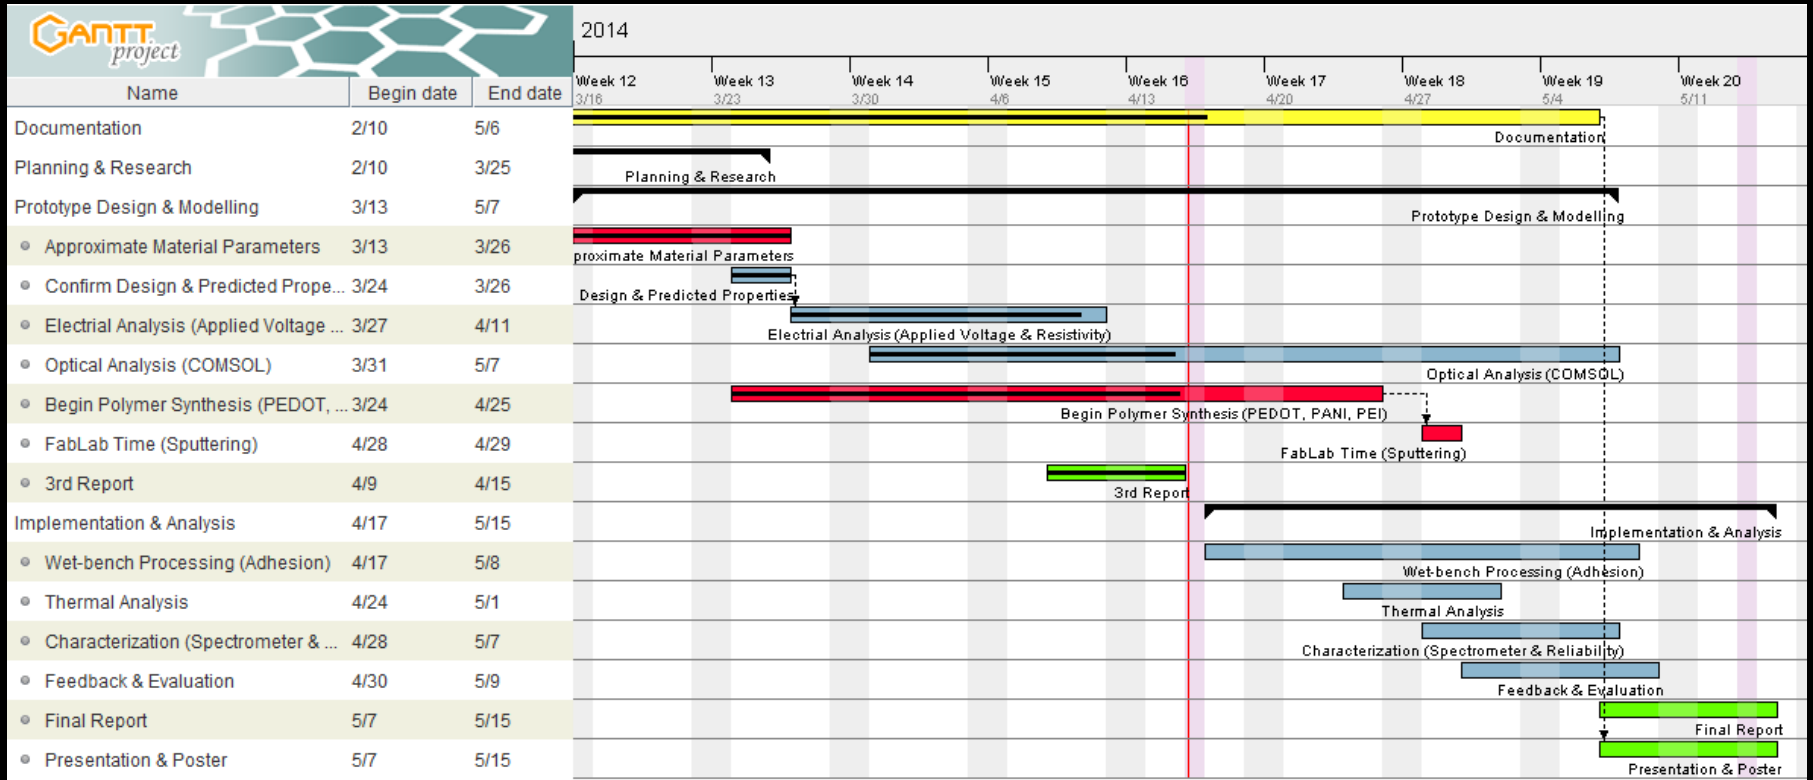 GANTT
project
2014
Week 12 Week 13 Week 14 Week 15 Week 16 Week 17 Week 18 Week 19 Week 20
Name Begin date End date
3/16 3/23 3/30 4/6 4/13 4/20 4/27 5/4 5/11
Documentation 2/10 5/6
Documentation
Planning & Research 2/10 3/25
Planning & Research
Prototype Design & Modelling 3/13 5/7
Prototype Design & Modelling
Approximate Material Parameters 3/13 3/26
proximate Material Parameters
Confirm Design & Predicted Prope... 3/24 3/26
Design & Predicted Properties
Electrial Analysis (Applied Voltage ... 3/27 4/11
Electrial Analysis (Applied Voltage & Resistivity)
Optical Analysis (COMSOL) 3/31 5/7
Optical Analysis (COMSOL)
Begin Polymer Synthesis (PEDOT, ... 3/24 4/25
Begin Polymer Synthesis (PEDOT, PANI, PEI)
FabLab Time (Sputtering) 4/28 4/29
FabLab Time (Sputtering)
3rd Report 4/9 4/15
3rd Report
Implementation & Analysis 4/17 5/15
Implementation & Analysis
Wet-bench Processing (Adhesion) 4/17 5/8
Wet-bench Processing (Adhesion)
Thermal Analysis 4/24 5/1
Thermal Analysis
Characterization (Spectrometer & ... 4/28 5/7
Characterization (Spectrometer & Reliability)
Feedback & Evaluation 4/30 5/9
Feedback & Evaluation
Final Report 5/7 5/15
Final Report
Presentation & Poster 5/7 5/15
Presentation & Poster